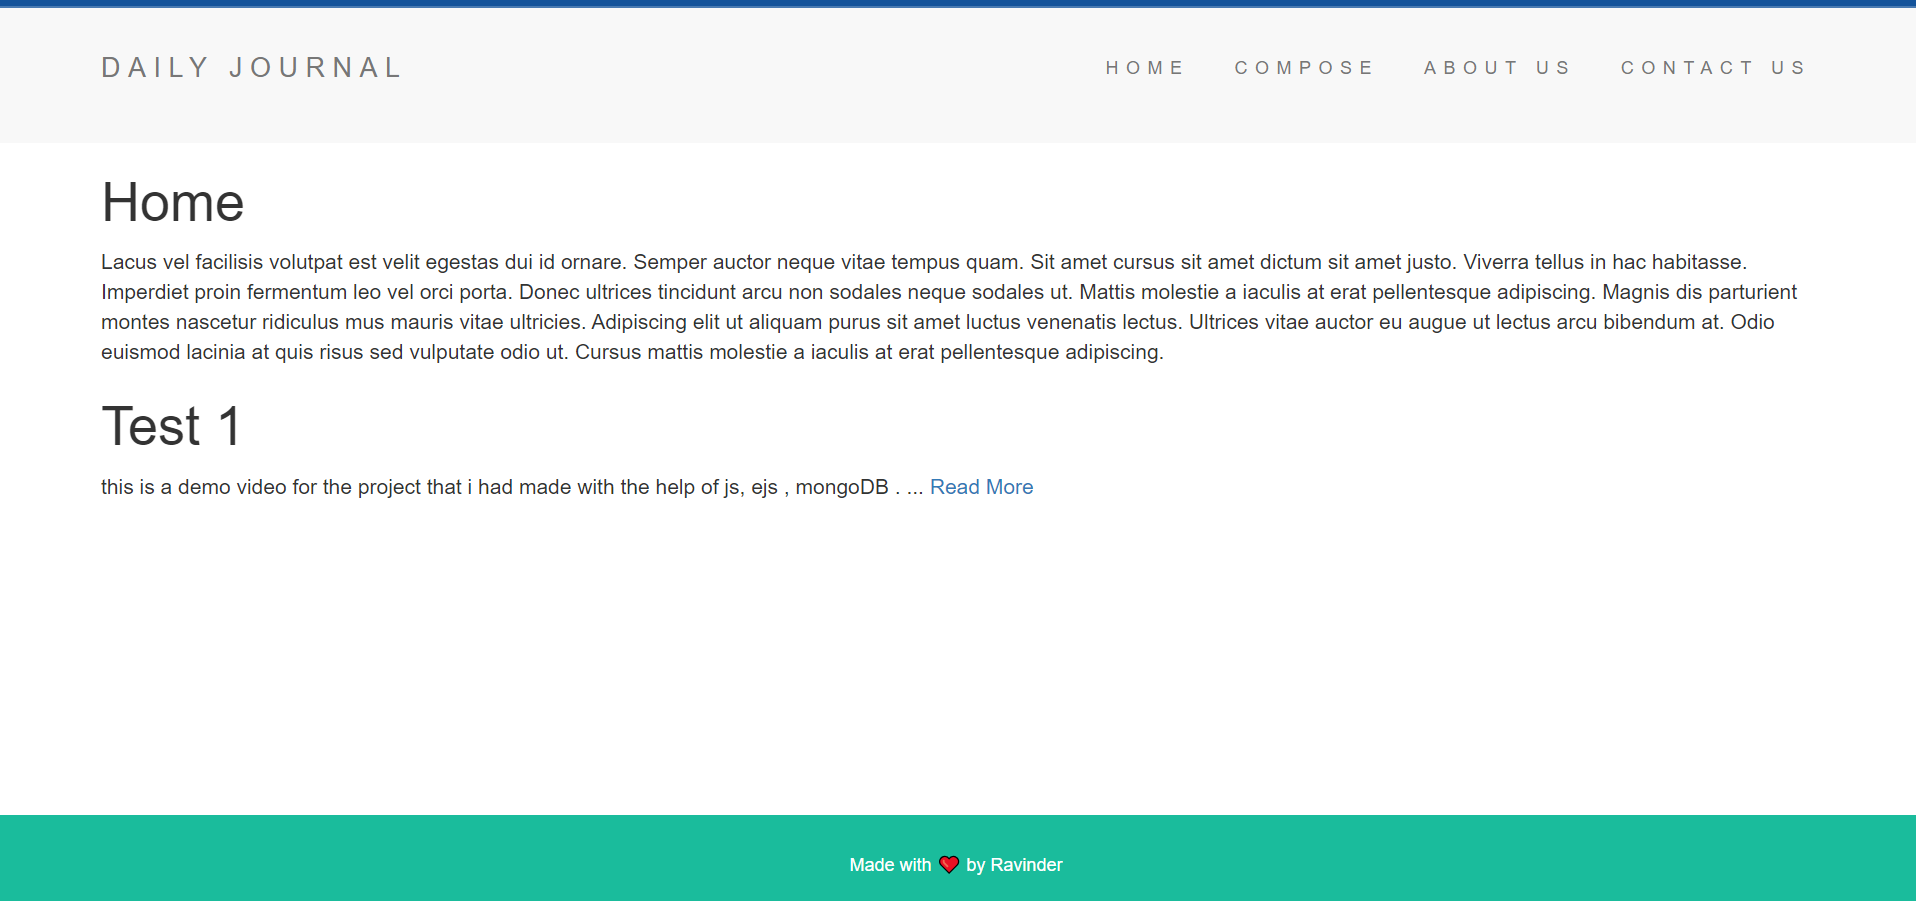 DAILY JOURNAL
HOME COMPOSE ABOUT US CONTACT US
Home
Lacus vel facilisis volutpat est velit egestas dui id ornare. Semper auctor neque vitae tempus quam. Sit amet cursus sit amet dictum sit amet justo. Viverra tellus in hac habitasse.
Imperdiet proin fermentum leo vel orci porta. Donec ultrices tincidunt arcu non sodales neque sodales ut. Mattis molestie a iaculis at erat pellentesque adipiscing. Magnis dis parturient
montes nascetur ridiculus mus mauris vitae ultricies. Adipiscing elit ut aliquam purus sit amet luctus venenatis lectus. Ultrices vitae auctor eu augue ut lectus arcu bibendum at. Odio
euismod lacinia at quis risus sed vulputate odio ut. Cursus mattis molestie a iaculis at erat pellentesque adipiscing.
Test 1
this is a demo video for the project that i had made with the help of js, ejs , mongoDB . ... Read More
Made with ❤️ by Ravinder